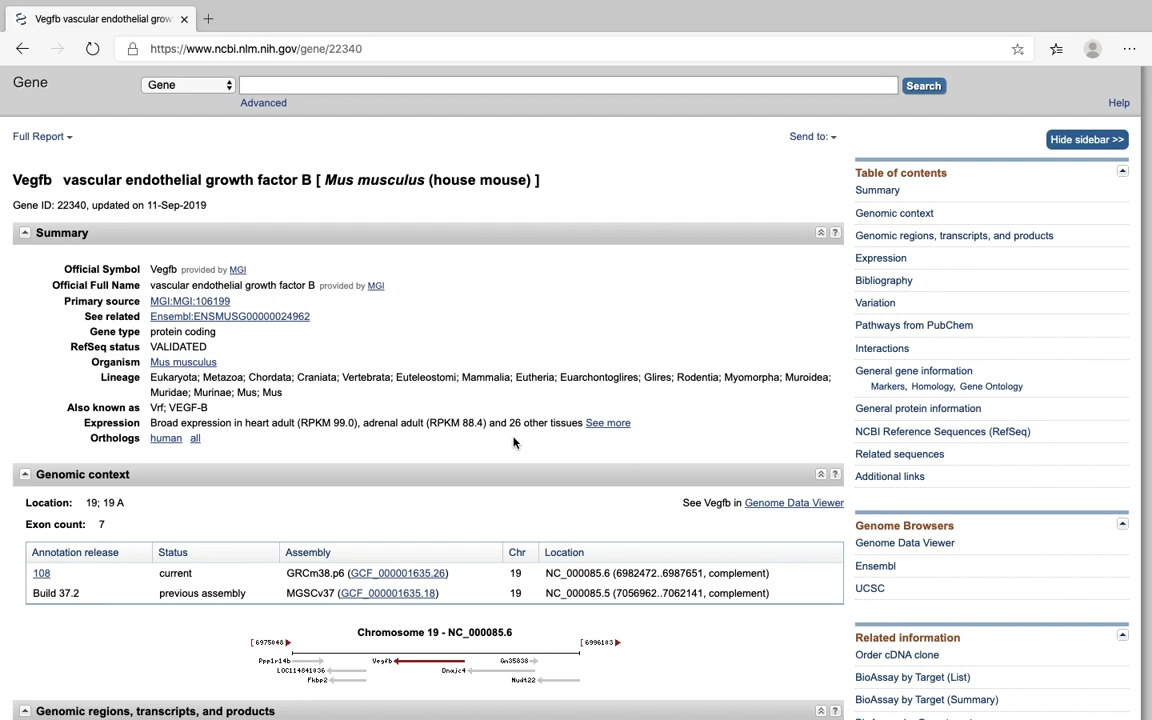 Vegfb vascular endothelial grow
https://www.ncbi.nlm.nih.gov/gene/22340
Gene
Gene
Search
Advanced
Help
Full Report
Send to:
Hide sidebar >>
Vegfb vascular endothelial growth factor B [ Mus musculus (house mouse) ]
Gene ID: 22340, updated on 11-Sep-2019
Summary
?
Official Symbol Vegfb provided by MGI
Official Full Name vascular endothelial growth factor B provided by MGI
Primary source MGI:MGI:106199
See related Ensembl:ENSMUSG00000024962
Gene type protein coding
RefSeq status VALIDATED
Organism Mus musculus
Lineage Eukaryota; Metazoa; Chordata; Craniata; Vertebrata; Euteleostomi; Mammalia; Eutheria; Euarchontoglires; Glires; Rodentia; Myomorpha; Muroidea;
Muridae; Murinae; Mus; Mus
Also known as Vrf; VEGF-B
Expression Broad expression in heart adult (RPKM 99.0), adrenal adult (RPKM 88.4) and 26 other tissues See more
Orthologs human all
Genomic context
?
Location: 19; 19 A
See Vegfb in Genome Data Viewer
Exon count: 7
Annotation release Status Assembly Chr Location
108 current GRCm38.p6 (GCF_000001635.26) 19 NC_000085.6 (6982472..6987651, complement)
Build 37.2 previous assembly MGSCv37 (GCF_000001635.18) 19 NC_000085.5 (7056962..7062141, complement)
Chromosome 19 - NC_000085.6
[ 6975048 [ 6996103
Ppp1r14b Vegfb Gm35838
LOC114841036 Dnajc4
Fkbp2 Nudt22
Genomic regions, transcripts, and products
?
Table of contents
Summary
Genomic context
Genomic regions, transcripts, and products
Expression
Bibliography
Variation
Pathways from PubChem
Interactions
General gene information
Markers, Homology, Gene Ontology
General protein information
NCBI Reference Sequences (RefSeq)
Related sequences
Additional links
Genome Browsers
Genome Data Viewer
Ensembl
UCSC
Related information
Order cDNA clone
BioAssay by Target (List)
BioAssay by Target (Summary)